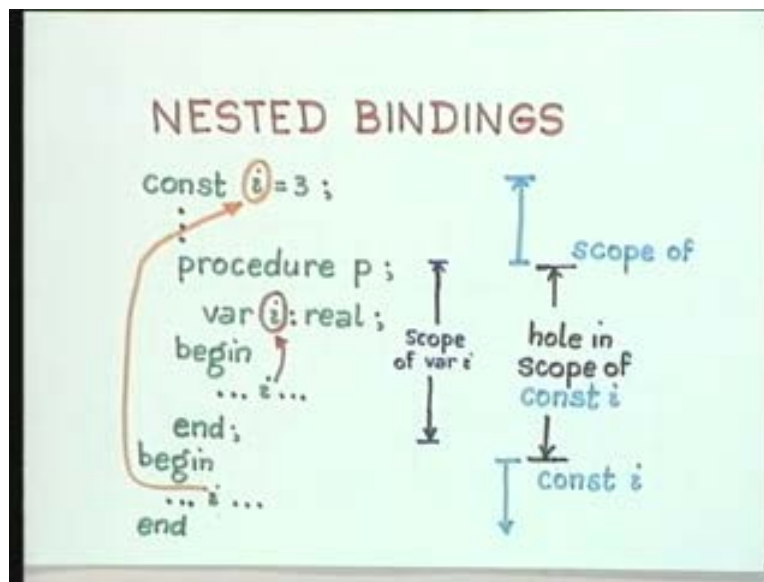 NESTED BINDINGS
const i = 3 ;
:
procedure p ;
var i : real ;
begin
... i ...
end ;
begin
... i ...
end
scope
of var i
scope of
hole in
scope of
const i
const i